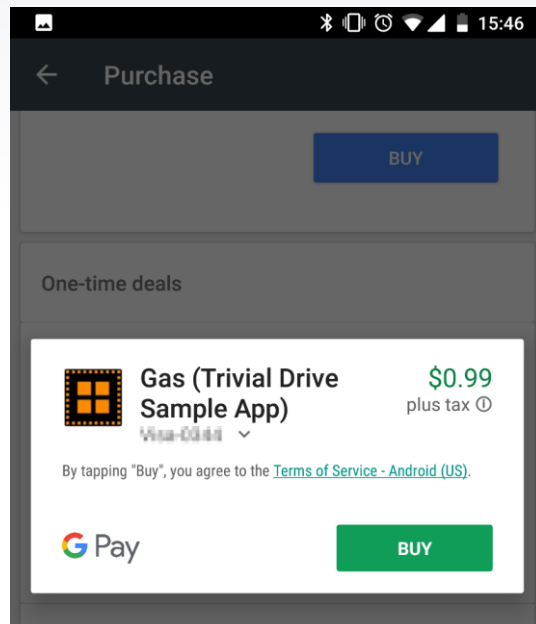 15:46
Purchase
BUY
One-time deals
Gas (Trivial Drive
Sample App)
$0.99
plus tax
By tapping "Buy", you agree to the Terms of Service - Android (US).
G Pay
BUY